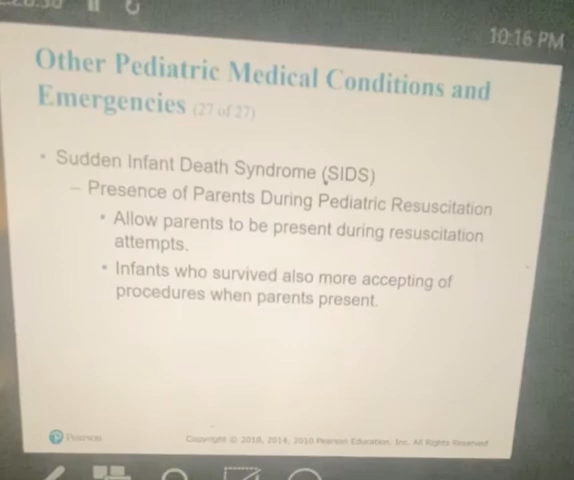 10:16 PM
Other Pediatric Medical Conditions and
Emergencies (27 of 27)
• Sudden Infant Death Syndrome (SIDS)
– Presence of Parents During Pediatric Resuscitation
• Allow parents to be present during resuscitation
attempts.
• Infants who survived also more accepting of
procedures when parents present.
Pearson
Copyright © 2018, 2014, 2010 Pearson Education, Inc. All Rights Reserved